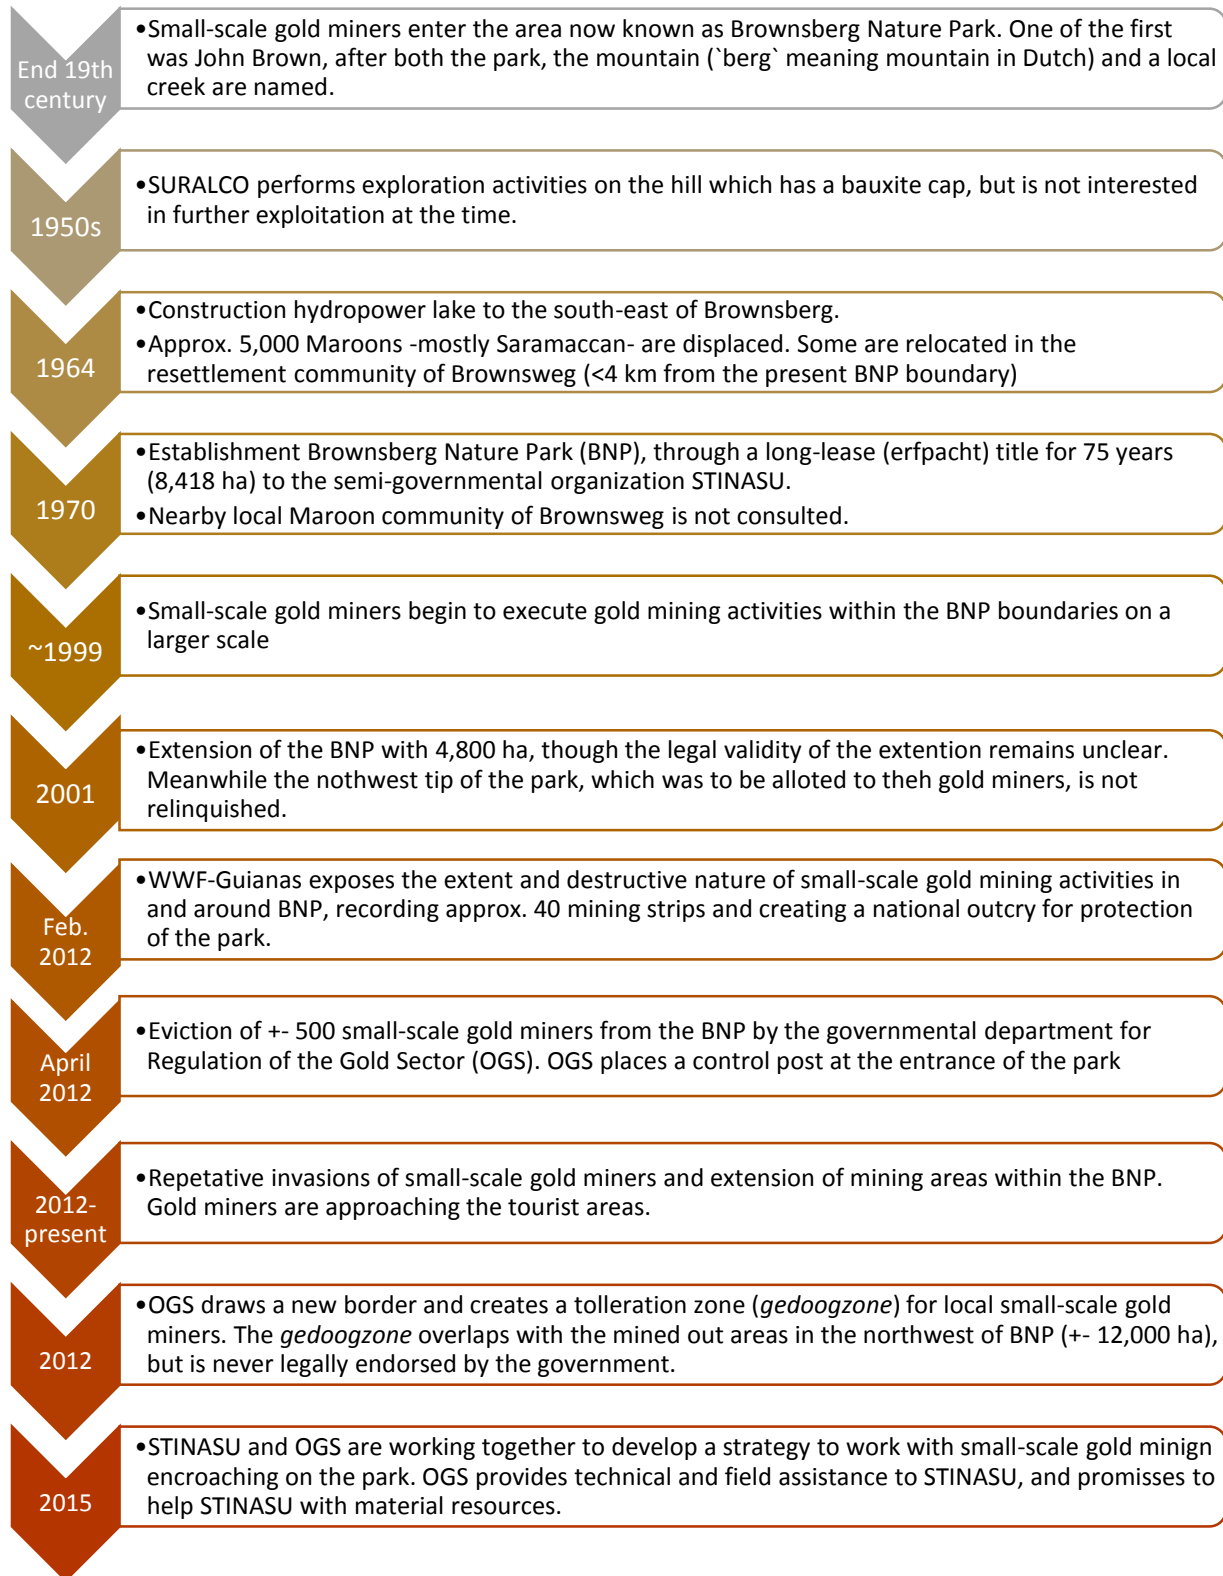 End 19th
century
•Small-scale gold miners enter the area now known as Brownsberg Nature Park. One of the first
was John Brown, after both the park, the mountain (`berg` meaning mountain in Dutch) and a local
creek are named.
1950s
•SURALCO performs exploration activities on the hill which has a bauxite cap, but is not interested
in further exploitation at the time.
1964
•Construction hydropower lake to the south-east of Brownsberg.
•Approx. 5,000 Maroons -mostly Saramaccan- are displaced. Some are relocated in the
resettlement community of Brownsweg (<4 km from the present BNP boundary)
1970
•Establishment Brownsberg Nature Park (BNP), through a long-lease (erfpacht) title for 75 years
(8,418 ha) to the semi-governmental organization STINASU.
•Nearby local Maroon community of Brownsweg is not consulted.
~1999
•Small-scale gold miners begin to execute gold mining activities within the BNP boundaries on a
larger scale
2001
•Extension of the BNP with 4,800 ha, though the legal validity of the extention remains unclear.
Meanwhile the nothwest tip of the park, which was to be alloted to theh gold miners, is not
relinquished.
Feb.
2012
•WWF-Guianas exposes the extent and destructive nature of small-scale gold mining activities in
and around BNP, recording approx. 40 mining strips and creating a national outcry for protection
of the park.
April
2012
•Eviction of +- 500 small-scale gold miners from the BNP by the governmental department for
Regulation of the Gold Sector (OGS). OGS places a control post at the entrance of the park
2012-
present
•Repetative invasions of small-scale gold miners and extension of mining areas within the BNP.
Gold miners are approaching the tourist areas.
2012
•OGS draws a new border and creates a tolleration zone (gedoogzone) for local small-scale gold
miners. The gedoogzone overlaps with the mined out areas in the northwest of BNP (+- 12,000 ha),
but is never legally endorsed by the government.
2015
•STINASU and OGS are working together to develop a strategy to work with small-scale gold minign
encroaching on the park. OGS provides technical and field assistance to STINASU, and promisses to
help STINASU with material resources.